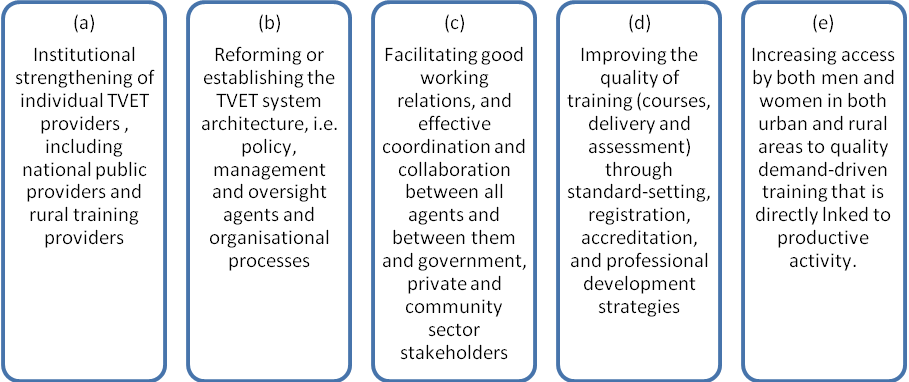 (a)
Institutional
strengthening of
individual TVET
providers ,
including
national public
providers and
rural training
providers
(b)
Reforming or
establishing the
TVET system
architecture, i.e.
policy,
management
and oversight
agents and
organisational
processes
(c)
Facilitating good
working
relations, and
effective
coordination and
collaboration
between all
agents and
between them
and government,
private and
community
sector
stakeholders
(d)
Improving the
quality of
training (courses,
delivery and
assessment)
through
standard-setting,
registration,
accreditation,
and professional
development
strategies
(e)
Increasing access
by both men and
women in both
urban and rural
areas to quality
demand-driven
training that is
directly lnked to
productive
activity.